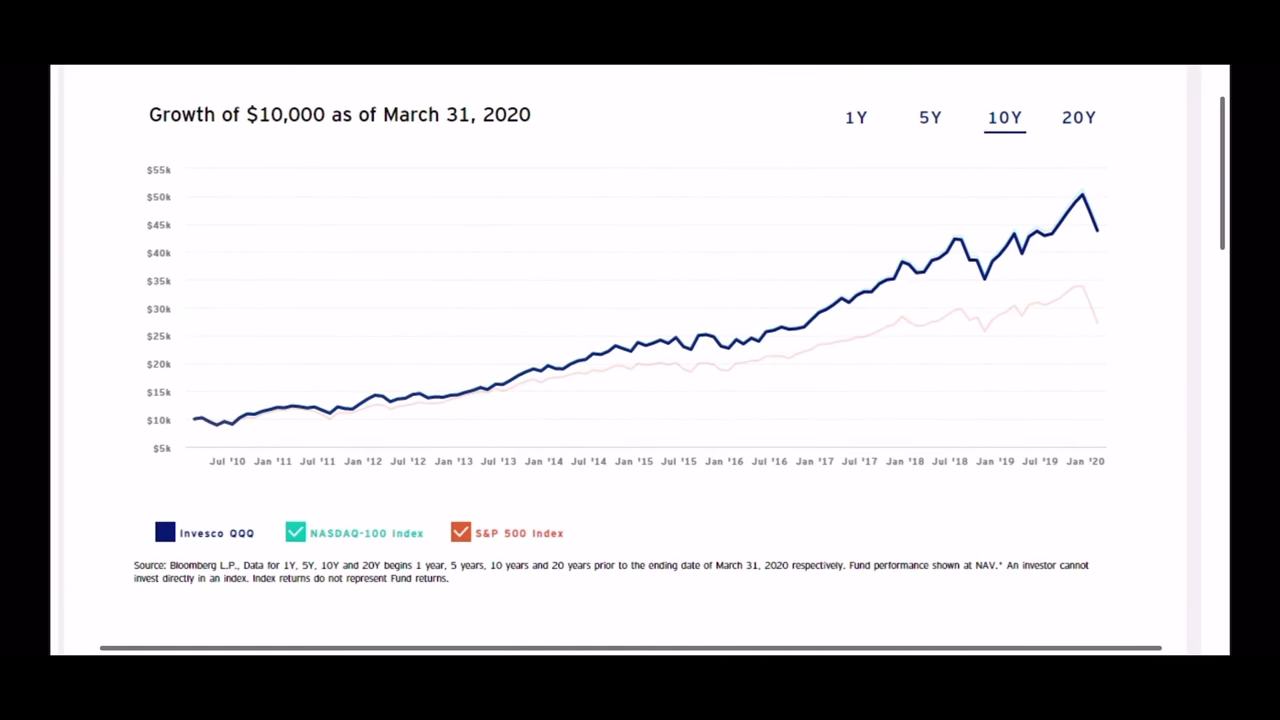 Growth of $10,000 as of March 31, 2020
1Y 5Y 10Y 20Y
$55k
$50k
$45k
$40k
$35k
$30k
$25k
$20k
$15k
$10k
$5k
Jul '10 Jan '11 Jul '11 Jan '12 Jul '12 Jan '13 Jul '13 Jan '14 Jul '14 Jan '15 Jul '15 Jan '16 Jul '16 Jan '17 Jul '17 Jan '18 Jul '18 Jan '19 Jul '19 Jan '20
Invesco QQQ NASDAQ-100 Index S&P 500 Index
Source: Bloomberg L.P., Data for 1Y, 5Y, 10Y and 20Y begins 1 year, 5 years, 10 years and 20 years prior to the ending date of March 31, 2020 respectively. Fund performance shown at NAV.* An investor cannot
invest directly in an index. Index returns do not represent Fund returns.